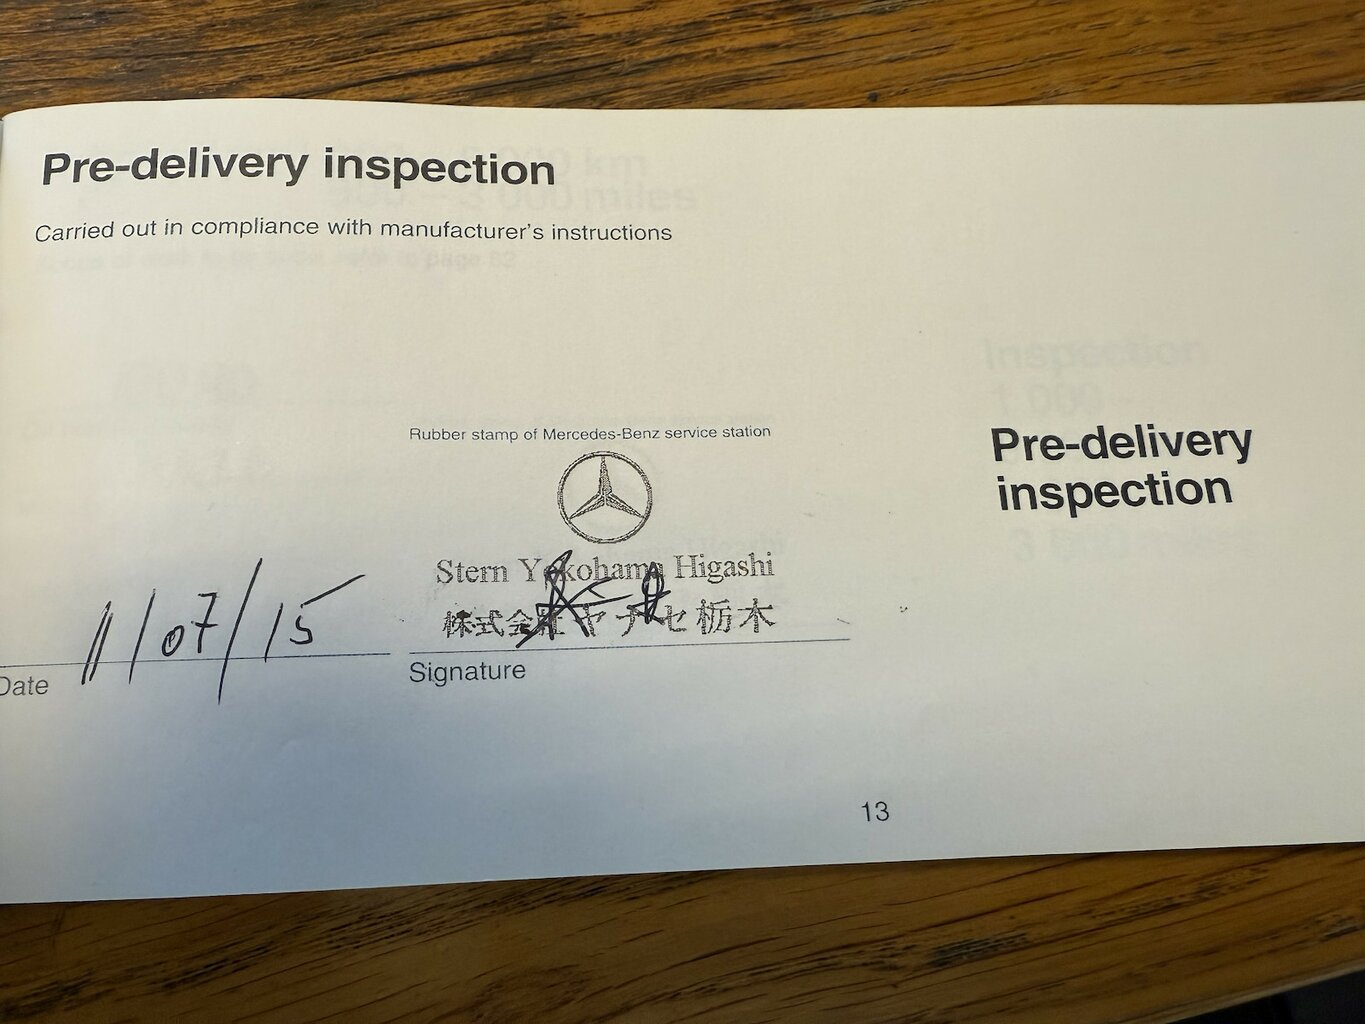 Pre-delivery inspection
Carried out in compliance with manufacturer's instructions
Rubber stamp of Mercedes-Benz service station
Stern Yokohama Higashi
株式会社ヤナセ栃木
11/07/15
Date
Signature
Pre-delivery
inspection
13